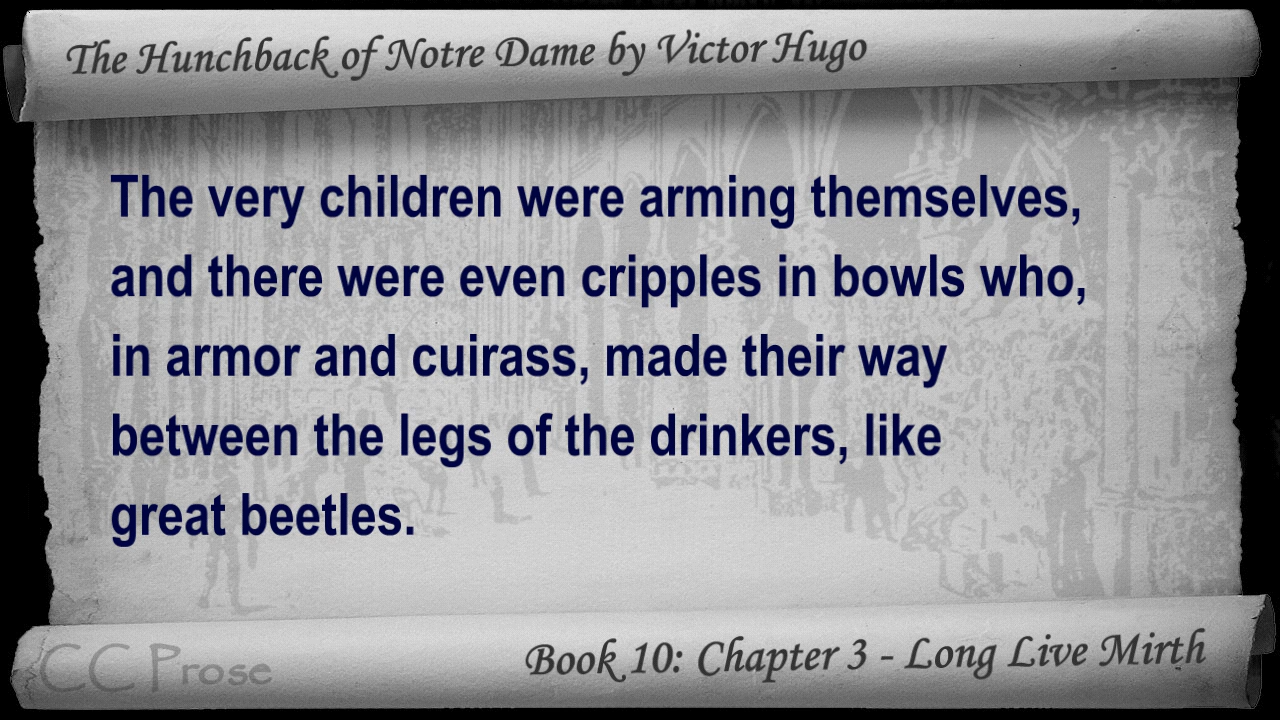 The Hunchback of Notre Dame by Victor Hugo
The very children were arming themselves,
and there were even cripples in bowls who,
in armor and cuirass, made their way
between the legs of the drinkers, like
great beetles.
CC Prose
Book 10: Chapter 3 - Long Live Mirth